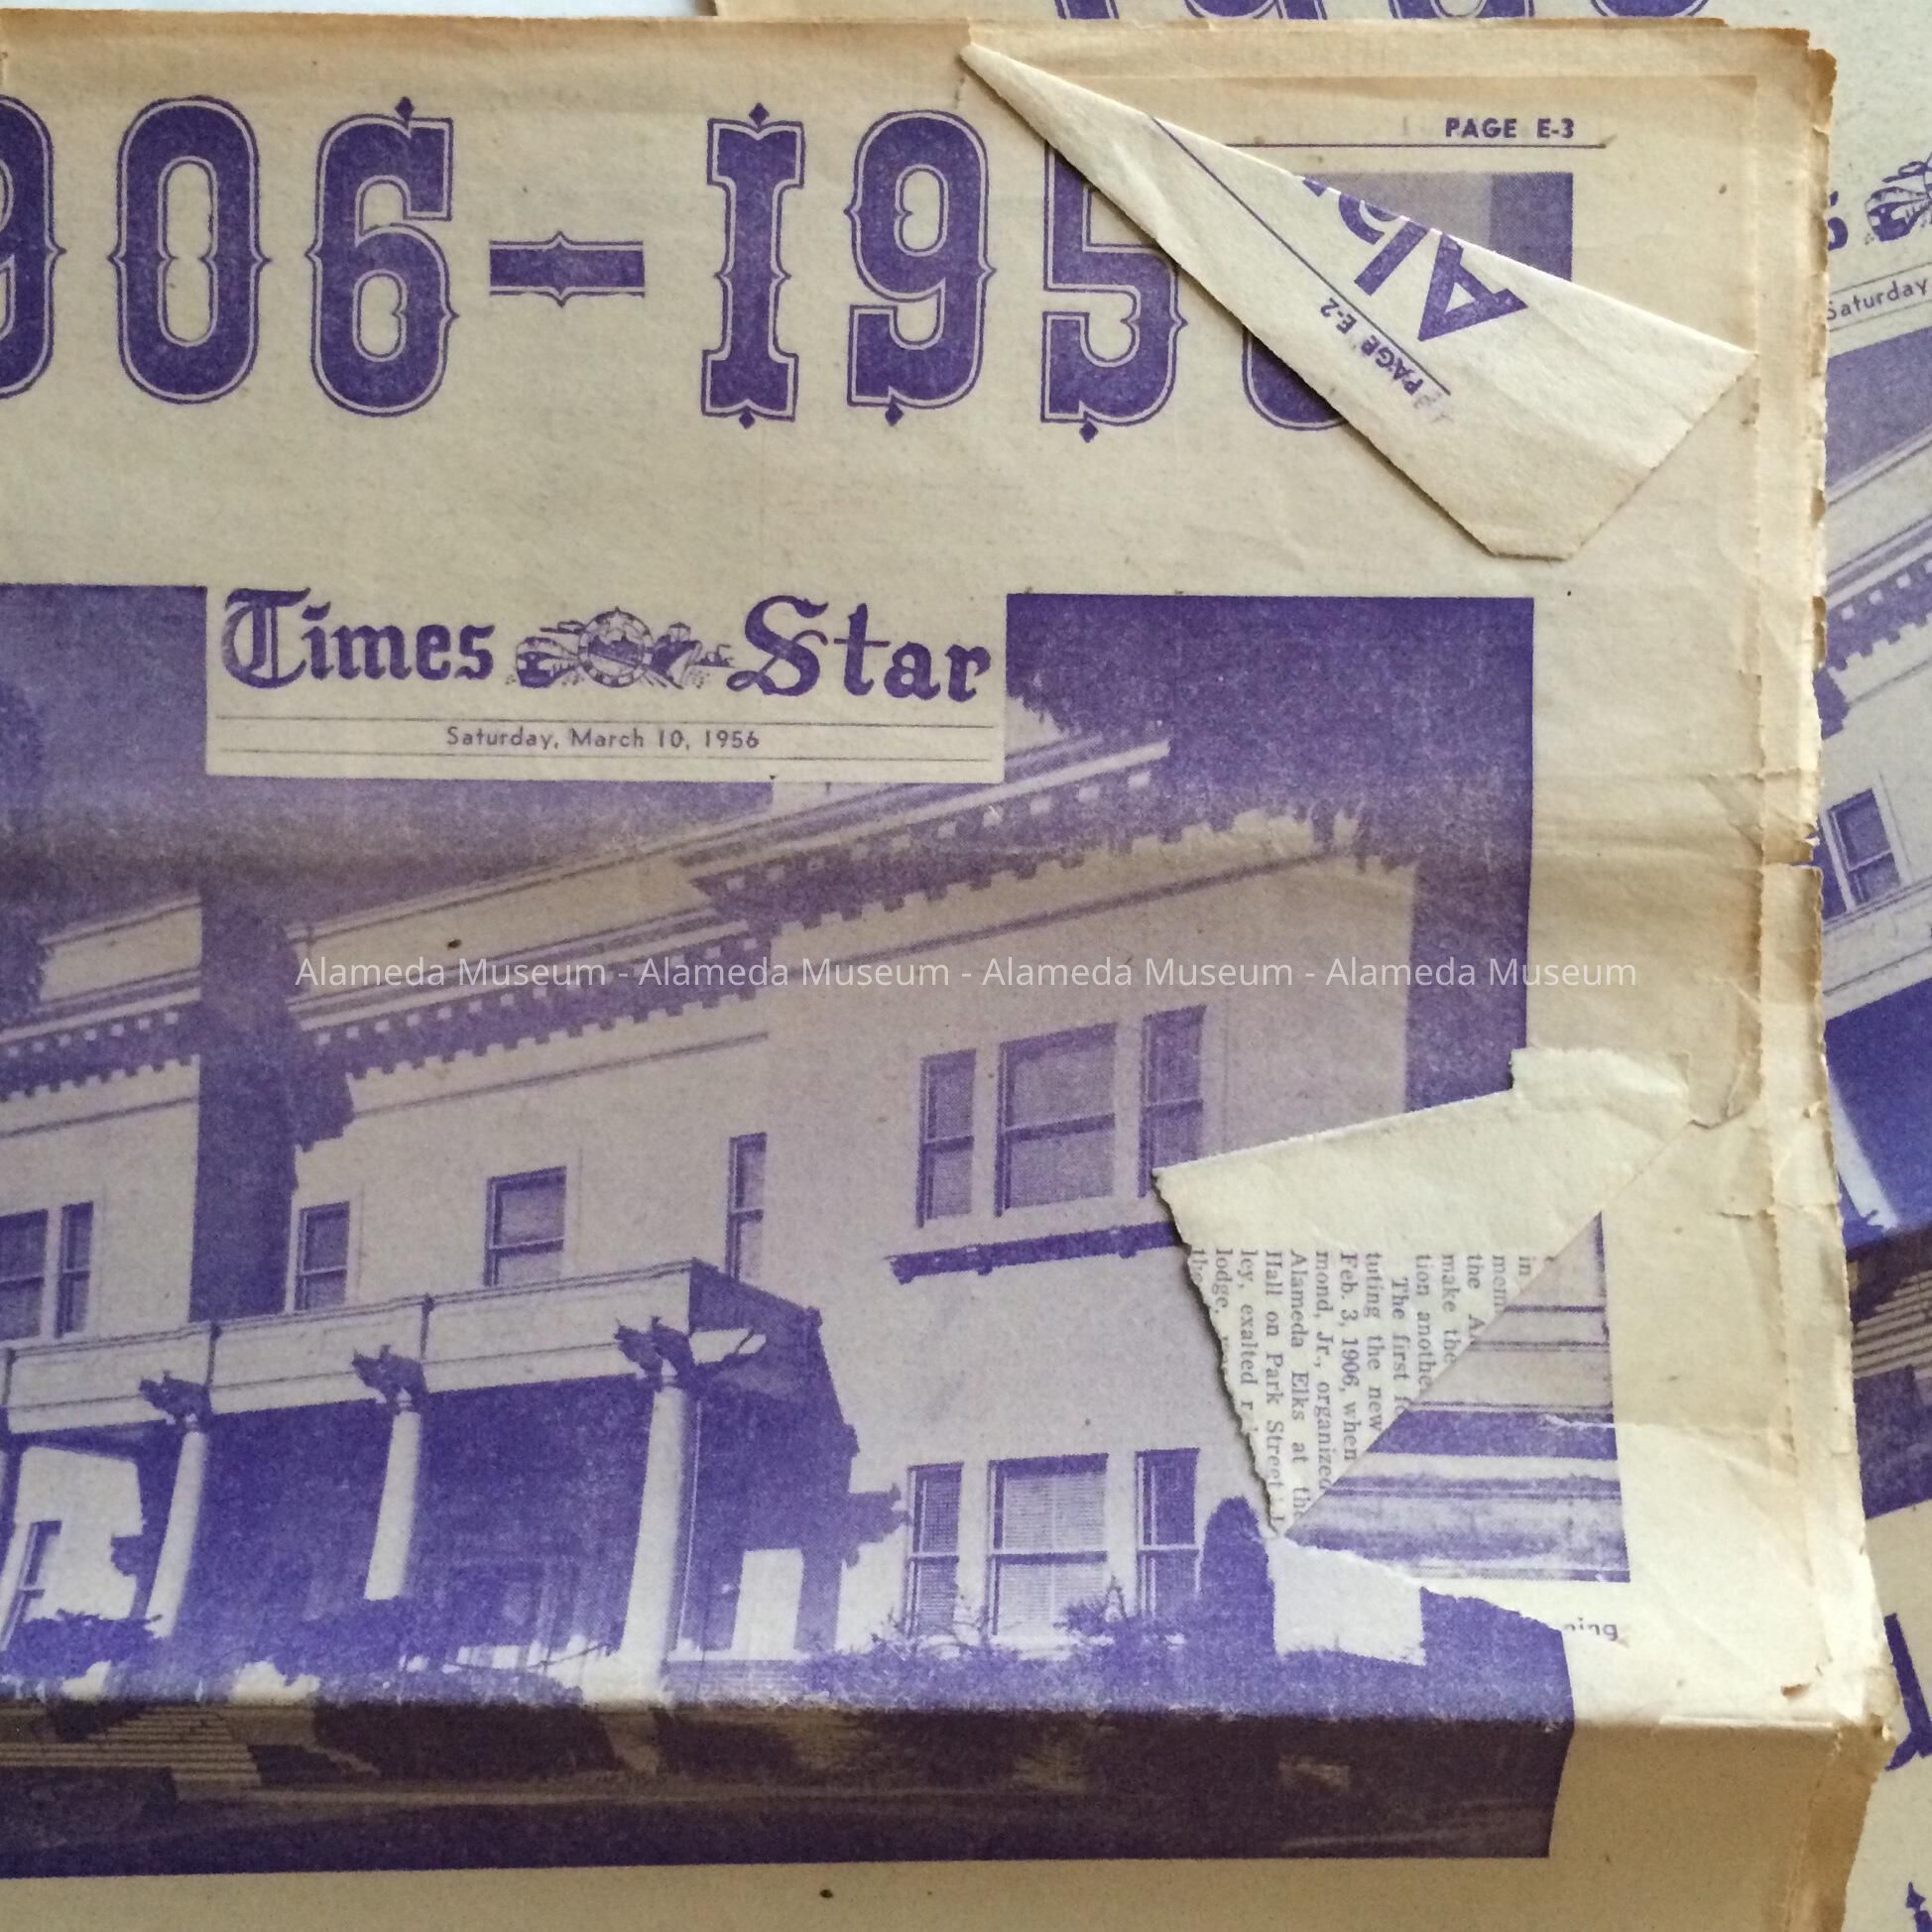 906-195
PAGE E-3
PAGE E-2
Times Star
Saturday, March 10, 1956
Saturday
Alameda Museum - Alameda Museum - Alameda Museum - Alameda Museum
in
the
make the
tion
The first
tuting the new
Feb. 3, 1906, when
mond, Jr., organized
Alameda Elks at
Hall on Park Street
ley, exalted
lodge,
the